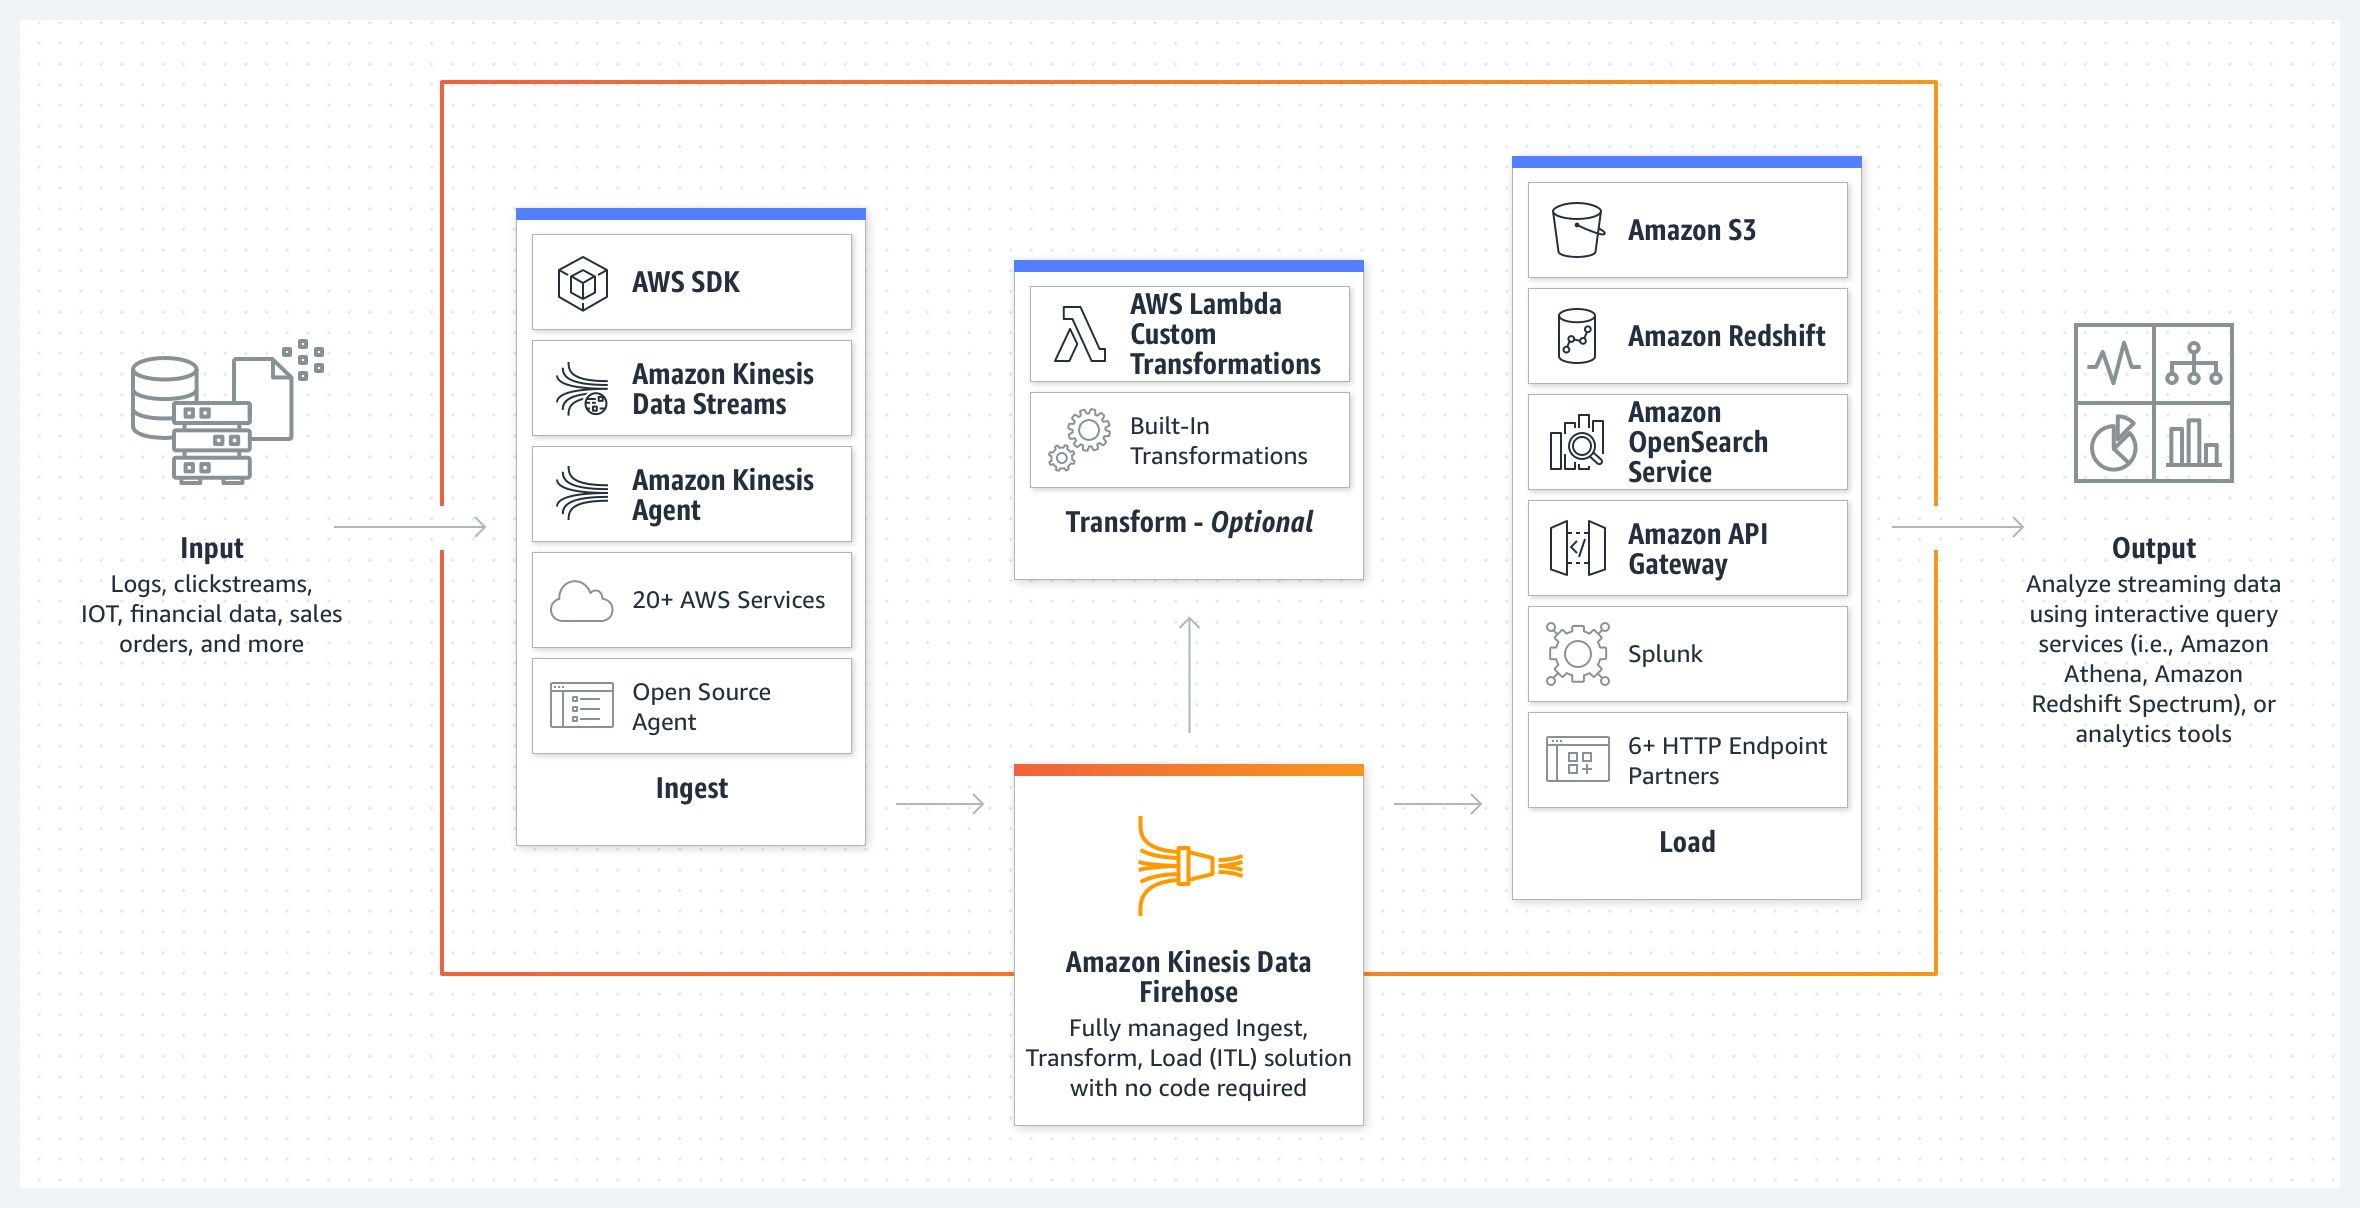 Input
Logs, clickstreams,
IOT, financial data, sales
orders, and more
AWS SDK
Amazon Kinesis
Data Streams
Amazon Kinesis
Agent
20+ AWS Services
Open Source
Agent
Ingest
AWS Lambda
Custom
Transformations
Built-In
Transformations
Transform - Optional
Amazon Kinesis Data
Firehose
Fully managed Ingest,
Transform, Load (ITL) solution
with no code required
Amazon S3
Amazon Redshift
Amazon
OpenSearch
Service
Amazon API
Gateway
Splunk
6+ HTTP Endpoint
Partners
Load
Output
Analyze streaming data
using interactive query
services (i.e., Amazon
Athena, Amazon
Redshift Spectrum), or
analytics tools